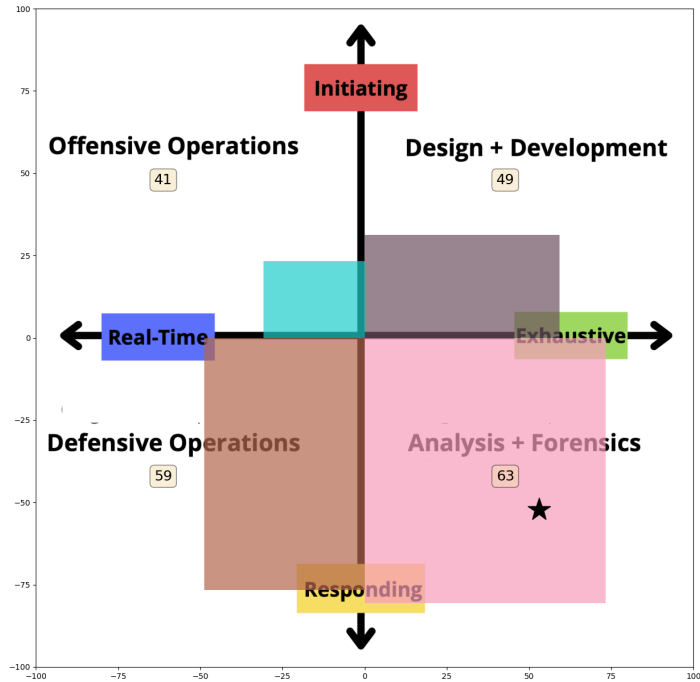 100
75
50
25
0
−25
−50
−75
−100
Initiating
Offensive Operations
41
Design + Development
49
Real-Time
Exhaustive
Defensive Operations
59
Analysis + Forensics
63
Responding
−100
−75
−50
−25
0
25
50
75
100